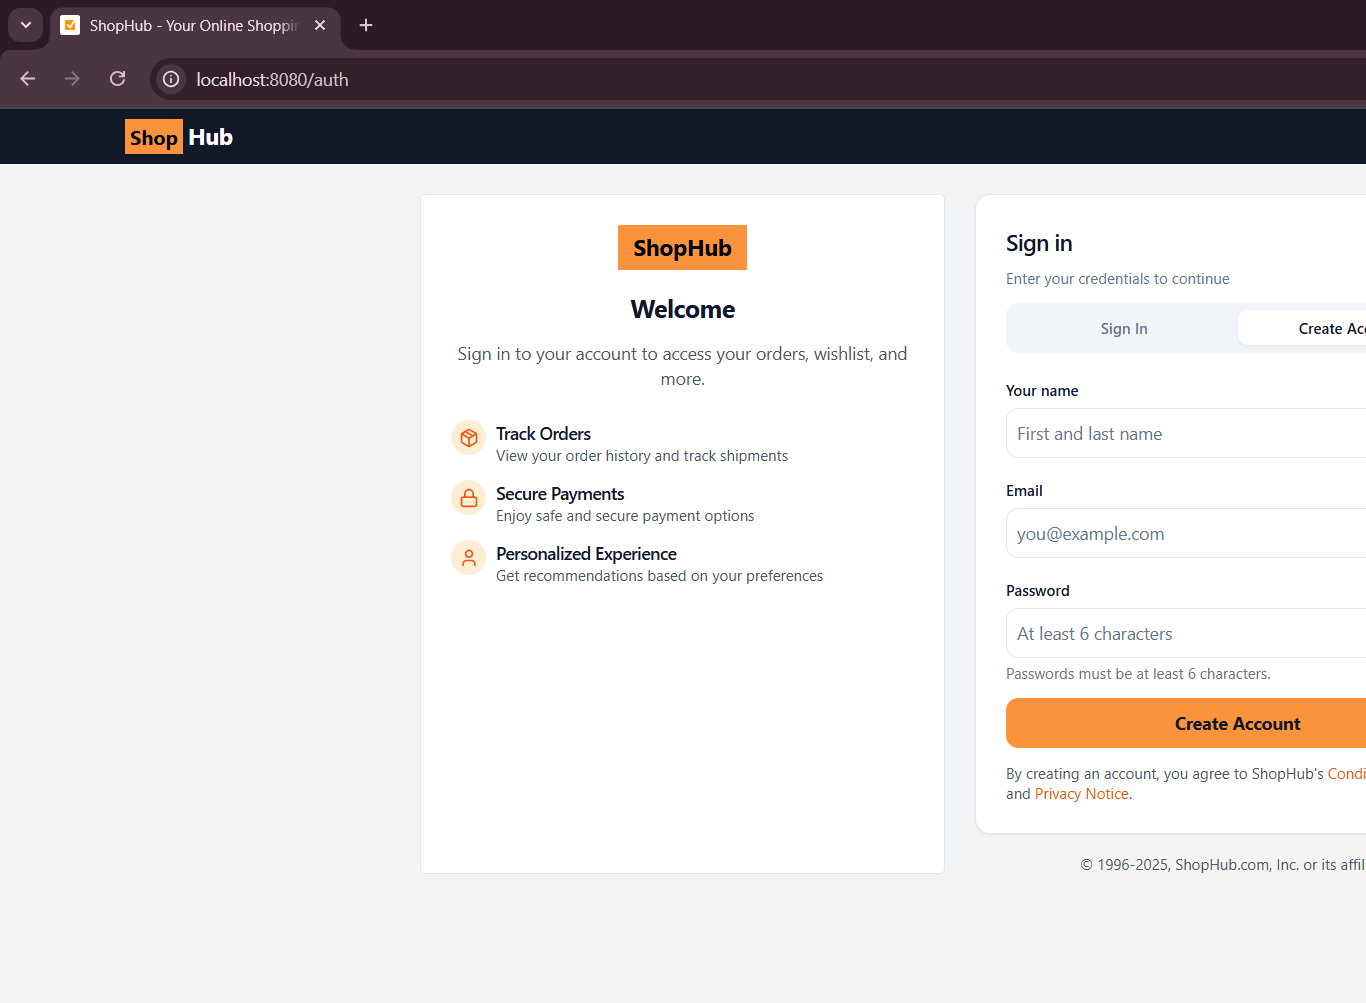 ShopHub - Your Online Shoppin
localhost:8080/auth
Shop Hub
ShopHub
Welcome
Sign in to your account to access your orders, wishlist, and
more.
Track Orders
View your order history and track shipments
Secure Payments
Enjoy safe and secure payment options
Personalized Experience
Get recommendations based on your preferences
Sign in
Enter your credentials to continue
Sign In
Create Acc
Your name
First and last name
Email
you@example.com
Password
At least 6 characters
Passwords must be at least 6 characters.
Create Account
By creating an account, you agree to ShopHub's Condi
and Privacy Notice.
© 1996-2025, ShopHub.com, Inc. or its affil